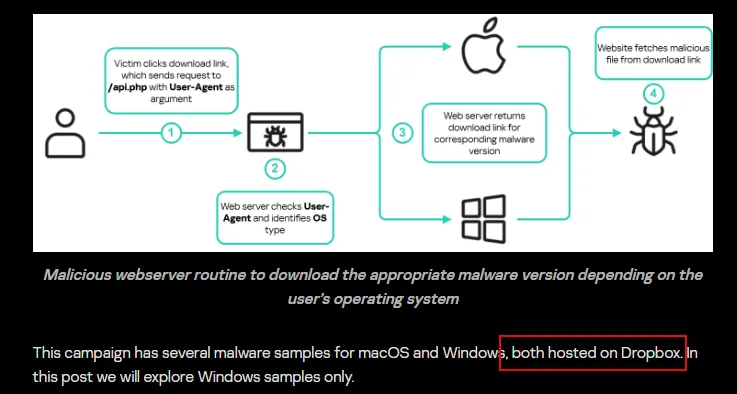 Victim clicks download link,
which sends request to
/api.php with User-Agent as
argument
1
2
Web server checks User-
Agent and identifies OS
type
3
Web server returns
download link for
corresponding malware
version
Website fetches malicious
file from download link
4
Malicious webserver routine to download the appropriate malware version depending on the
user's operating system
This campaign has several malware samples for macOS and Windows, both hosted on Dropbox. In
this post we will explore Windows samples only.